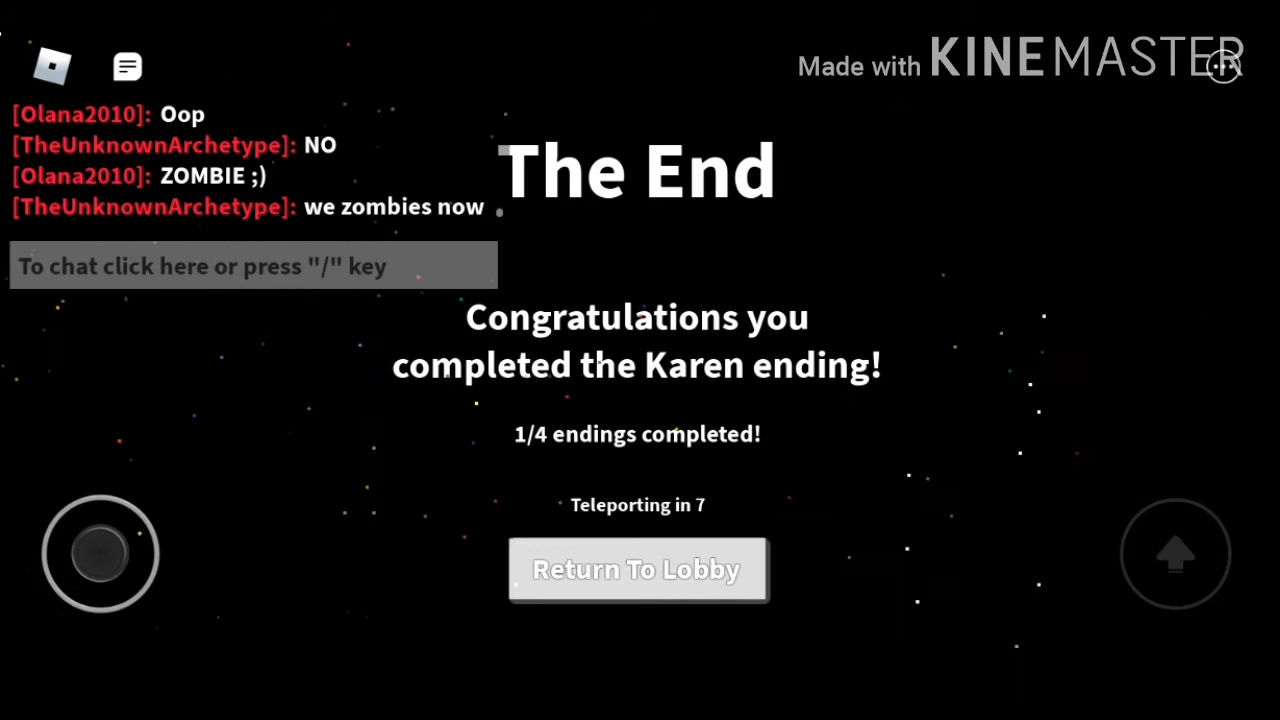 Made with KINEMASTER
[Olana2010]: Oop
[TheUnknownArchetype]: NO
[Olana2010]: ZOMBIE ;)
[TheUnknownArchetype]: we zombies now
To chat click here or press "/" key
The End
Congratulations you
completed the Karen ending!
1/4 endings completed!
Teleporting in 7
Return To Lobby